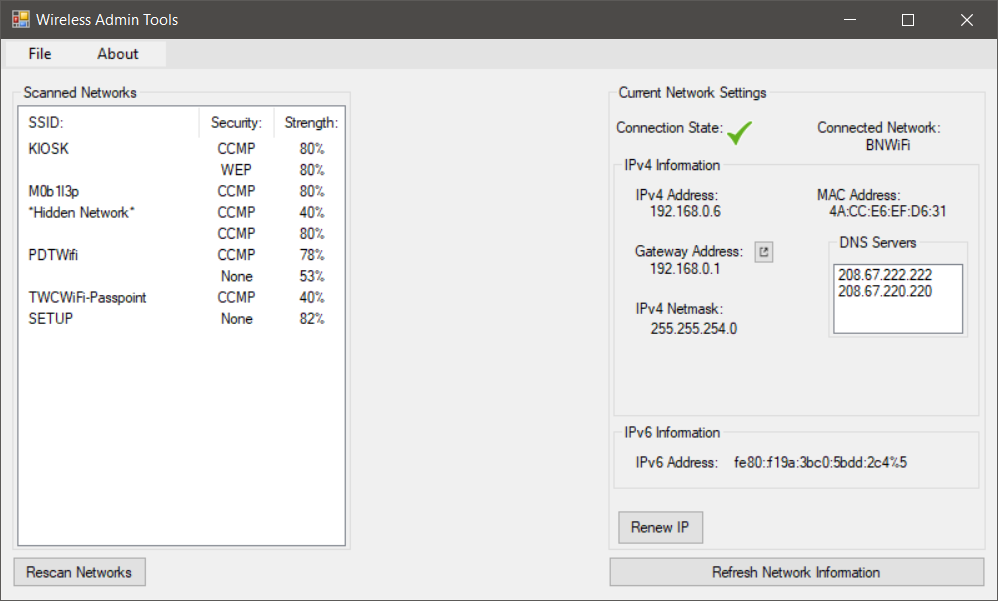 Wireless Admin Tools
File About
Scanned Networks
SSID: Security: Strength:
KIOSK CCMP 80%
WEP 80%
M0b1l3p CCMP 80%
*Hidden Network* CCMP 40%
CCMP 80%
PDTWifi CCMP 78%
None 53%
TWCWiFi-Passpoint CCMP 40%
SETUP None 82%
Rescan Networks
Current Network Settings
Connection State:
Connected Network:
BNWiFi
IPv4 Information
IPv4 Address:
192.168.0.6
MAC Address:
4A:CC:E6:EF:D6:31
Gateway Address:
192.168.0.1
DNS Servers
208.67.222.222
208.67.220.220
IPv4 Netmask:
255.255.254.0
IPv6 Information
IPv6 Address: fe80::f19a:3bc0:5bdd:2c4%5
Renew IP
Refresh Network Information